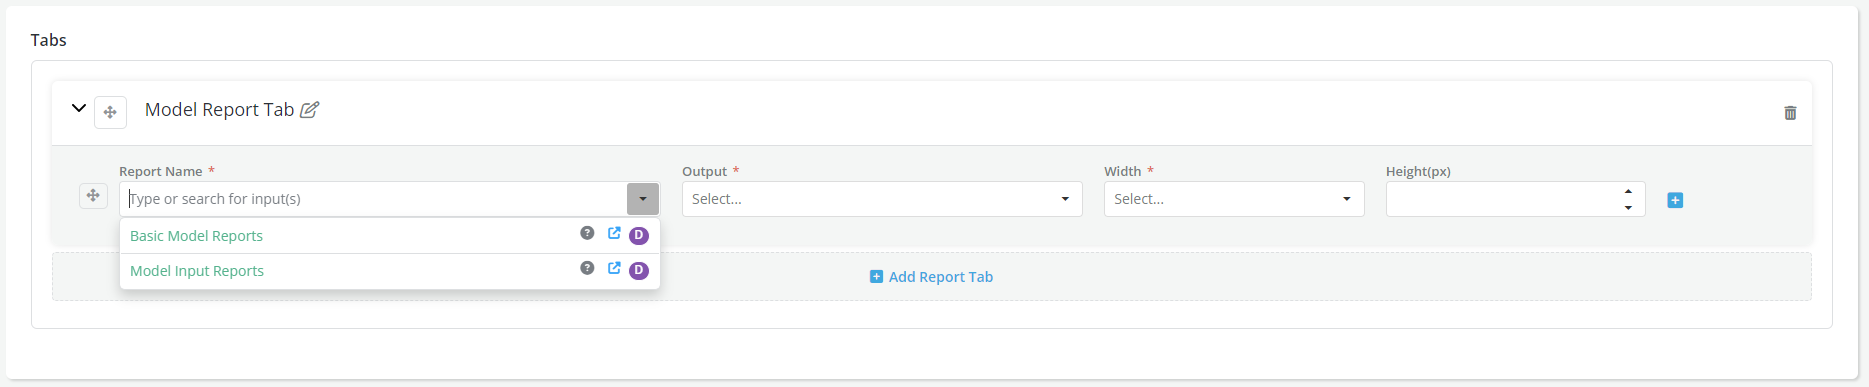 Tabs
Model Report Tab
Report Name * Output * Width * Height(px)
Type or search for input(s) Select... Select...
Basic Model Reports ? D
Model Input Reports ? D
Add Report Tab